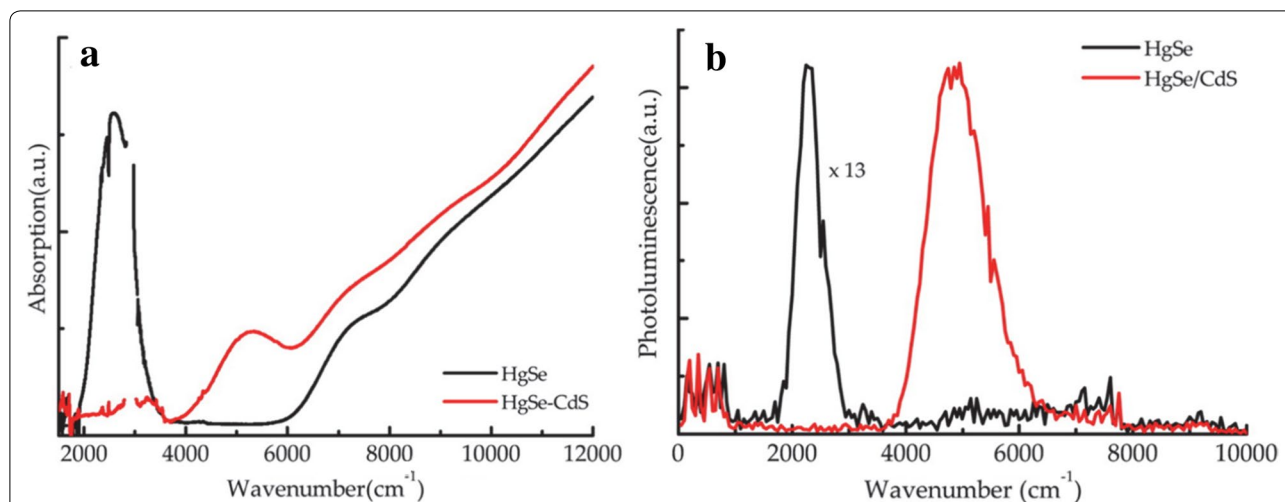 a
Absorption(a.u.)
HgSe
HgSe-CdS
2000 4000 6000 8000 10000 12000
Wavenumber(cm-1)
b
HgSe
HgSe/CdS
x 13
Photoluminescence(a.u.)
0 2000 4000 6000 8000 10000
Wavenumber (cm-1)